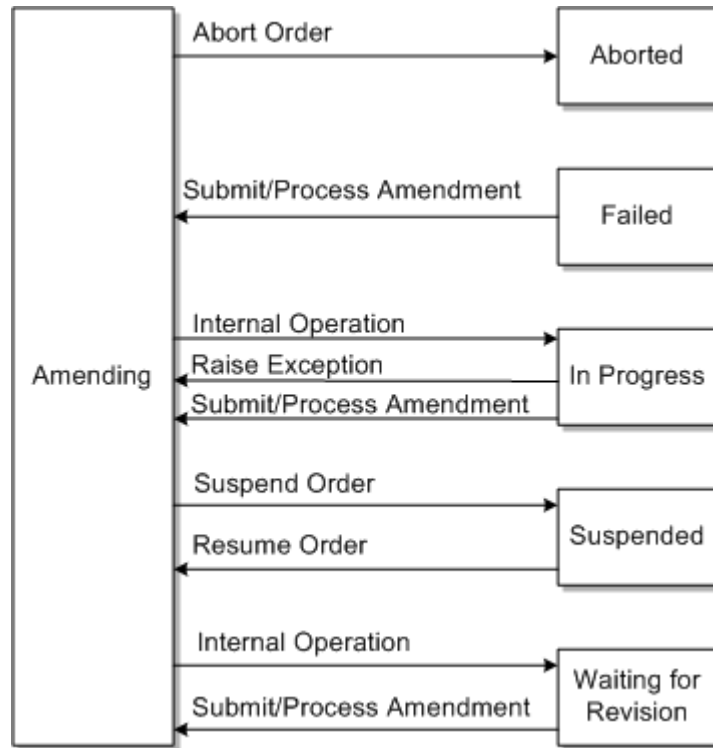 Abort Order
Aborted
Submit/Process Amendment
Failed
Internal Operation
Amending
Raise Exception
In Progress
Submit/Process Amendment
Suspend Order
Suspended
Resume Order
Internal Operation
Waiting for
Revision
Submit/Process Amendment